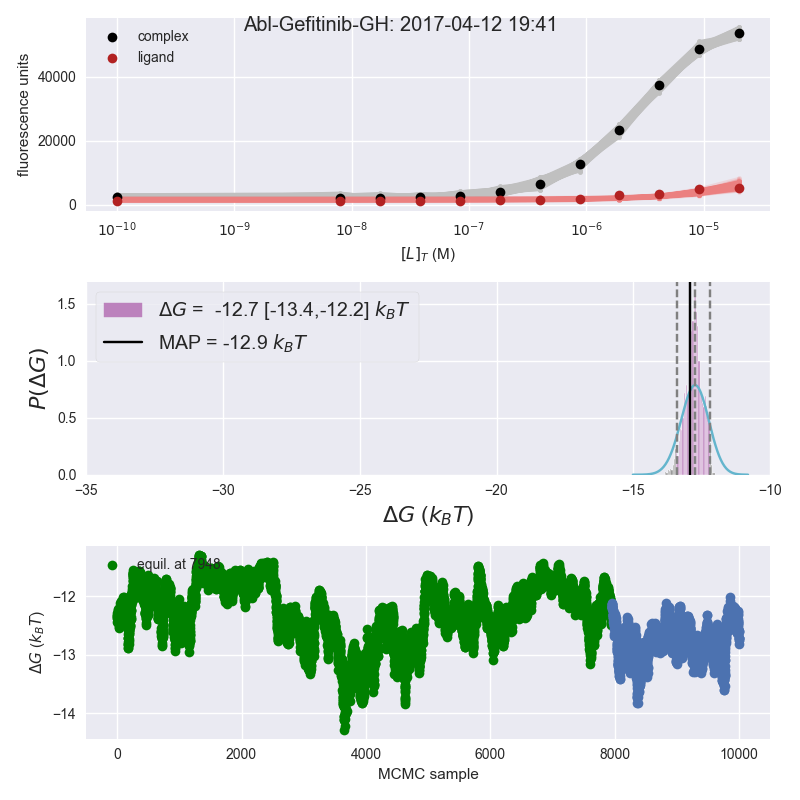 Abl-Gefitinib-GH: 2017-04-12 19:41
complex
ligand
fluorescence units
40000
20000
0
10⁻¹⁰ 10⁻⁹ 10⁻⁸ 10⁻⁷ 10⁻⁶ 10⁻⁵
[L]_T (M)
ΔG = -12.7 [-13.4,-12.2] k_BT
MAP = -12.9 k_BT
P(ΔG)
1.5
1.0
0.5
0.0
−35 −30 −25 −20 −15 −10
ΔG (k_BT)
equil. at 7948
ΔG (k_BT)
−12
−13
−14
0 2000 4000 6000 8000 10000
MCMC sample